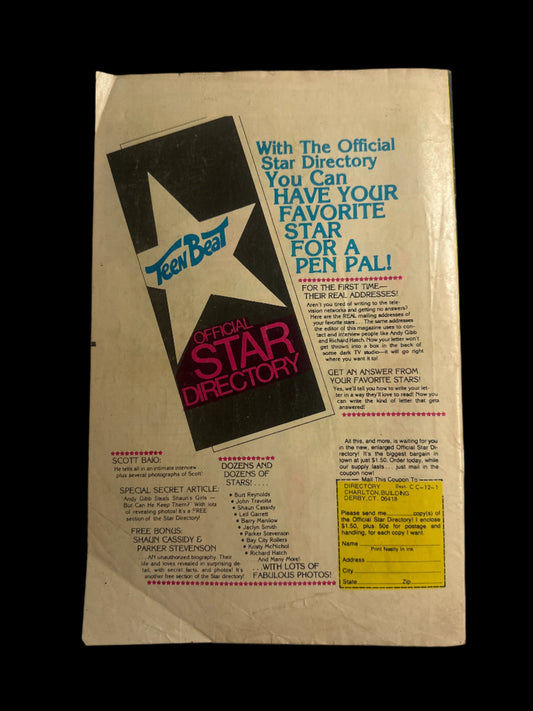 Teen Beat
OFFICIAL
STAR
DIRECTORY
With The Official
Star Directory
You Can
HAVE YOUR
FAVORITE
STAR
FOR A
PEN PAL!
FOR THE FIRST TIME—
THEIR REAL ADDRESSES!
Aren't you tired of writing to the tele-
vision networks and getting no answers?
Here are the REAL mailing addresses of
your favorite stars . . . The same addresses
the editor of this magazine uses to con-
tact and interview people like Andy Gibb
and Richard Hatch. Now your letter won't
get thrown into a box in the back of
some dark TV studio—it will go right
where you want it to!
GET AN ANSWER FROM
YOUR FAVORITE STARS!
Yes, we'll tell you how to write your let-
ter in a way they'll love to read! Now you
can write the kind of letter that gets
answered!
SCOTT BAIO:
He tells all in an intimate interview
plus several photographs of Scott!
SPECIAL SECRET ARTICLE:
"Andy Gibb Steals Shaun's Girls —
But Can He Keep Them?" With lots
of revealing photos! It's a FREE
section of the Star Directory!
FREE BONUS:
SHAUN CASSIDY &
PARKER STEVENSON
. . . AN unauthorized biography. Their
life and loves revealed in surprising de-
tail, with secret facts, and photos! It's
another free section of the Star directory!
DOZENS AND
DOZENS OF
STARS! . . . .
• Burt Reynolds
• John Travolta
• Shaun Cassidy
• Leif Garrett
• Barry Manilow
• Jaclyn Smith
• Parker Stevenson
• Bay City Rollers
• Kristy McNichol
• Richard Hatch
And Many More!
. . . WITH LOTS OF
FABULOUS PHOTOS!
All this, and more, is waiting for you
in the new, enlarged Official Star Di-
rectory! It's the biggest bargain in
town at just $1.50. Order today, while
our supply lasts . . . just mail in the
coupon now!
Mail This Coupon To
DIRECTORY Dept. CC-12-1
CHARLTON BUILDING
DERBY, CT. 06418
Please send me copy(s) of
the Official Star Directory! I enclose
$1.50, plus 50¢ for postage and
handling, for each copy I want.
Name
Print Neatly in Ink
Address
City
State Zip